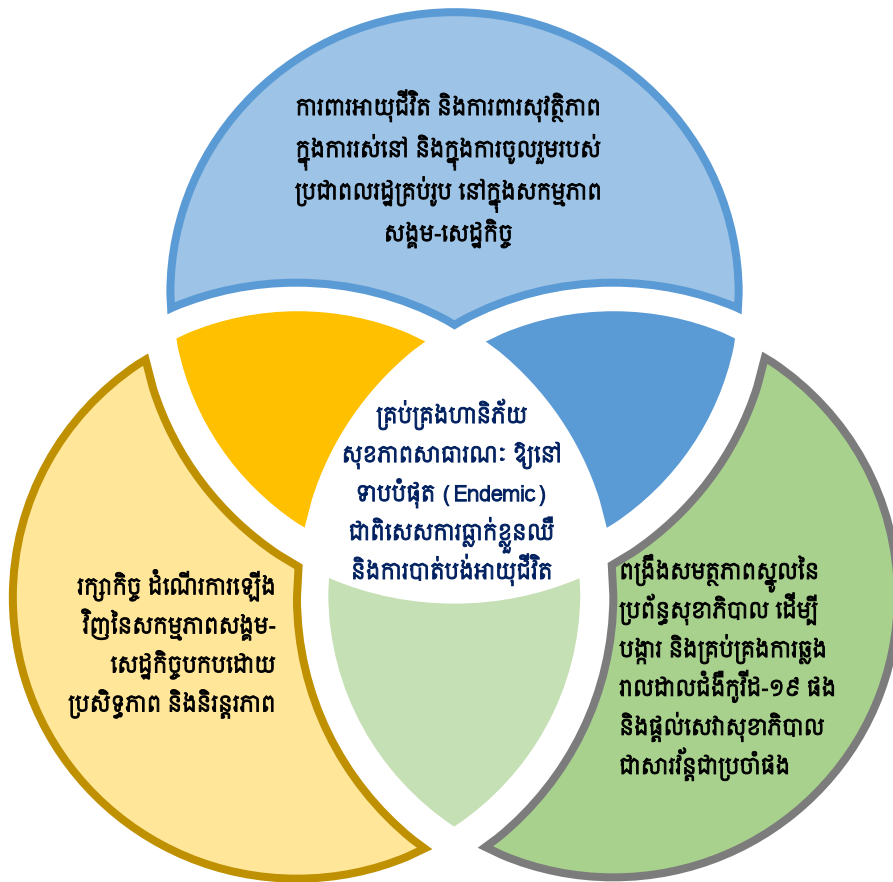 ការពារអាយុជីវិត និងការពារសុវត្ថិភាព
ក្នុងការរស់នៅ និងក្នុងការចូលរួមរបស់
ប្រជាពលរដ្ឋគ្រប់រូប នៅក្នុងសកម្មភាព
សង្គម-សេដ្ឋកិច្ច
គ្រប់គ្រងហានិភ័យ
សុខភាពសាធារណៈ ឱ្យនៅ
ទាបបំផុត (Endemic)
ជាពិសេសការធ្លាក់ខ្លួនឈឺ
និងការបាត់បង់អាយុជីវិត
រក្សាកិច្ច ដំណើរការឡើង
វិញនៃសកម្មភាពសង្គម-
សេដ្ឋកិច្ចបកបដោយ
ប្រសិទ្ធភាព និងនិរន្តរភាព
ពង្រឹងសមត្ថភាពស្នូលនៃ
ប្រព័ន្ធសុខាភិបាល ដើម្បី
បង្ការ និងគ្រប់គ្រងការឆ្លង
រាលដាលជំងឺកូវីដ-១៩ ផង
និងផ្តល់សេវាសុខាភិបាល
ជាសារវ័ន្តជាប្រចាំផង